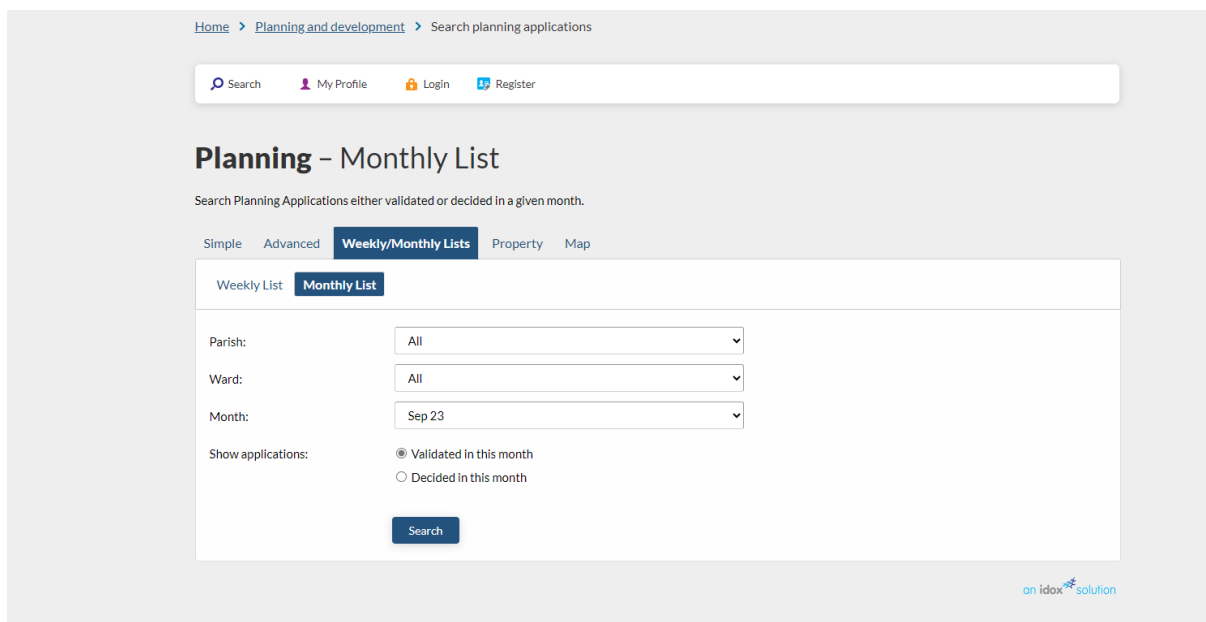 Home > Planning and development > Search planning applications
Search My Profile Login Register
Planning – Monthly List
Search Planning Applications either validated or decided in a given month.
Simple Advanced Weekly/Monthly Lists Property Map
Weekly List Monthly List
Parish: All
Ward: All
Month: Sep 23
Show applications: Validated in this month
Decided in this month
Search
an idox solution